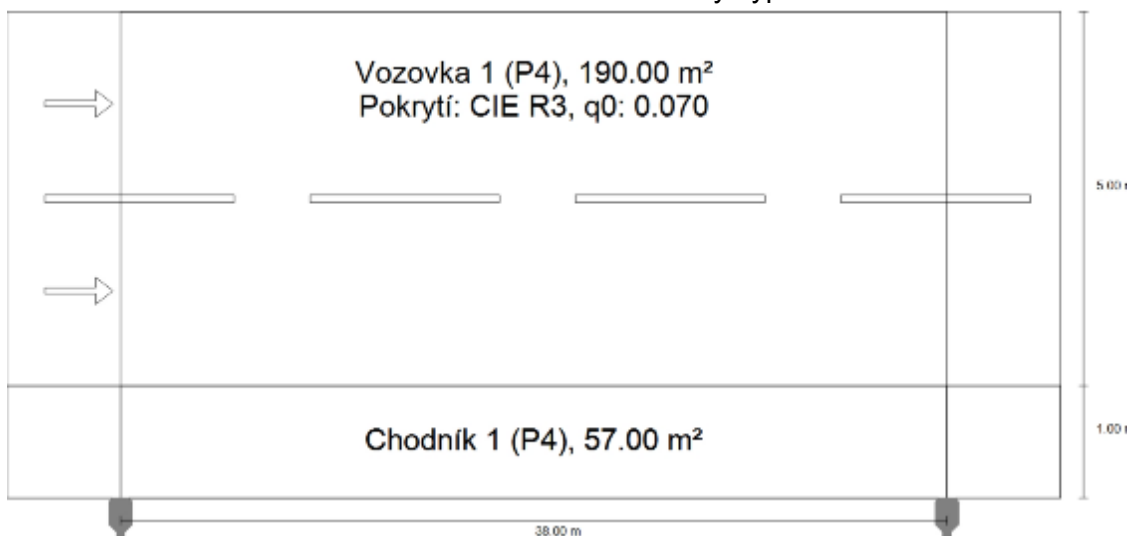 Vozovka 1 (P4), 190.00 m²
Pokrytí: CIE R3, q0: 0.070
5.00
Chodník 1 (P4), 57.00 m²
1.00
38.00 m